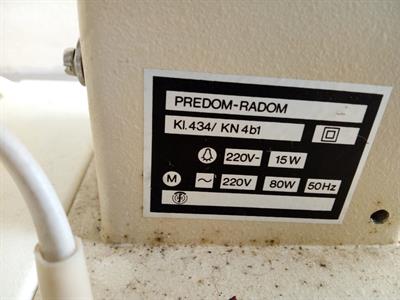 PREDOM-RADOM
Kl.434/ KN 4b1
220V~ 15W
M ~ 220V 80W 50Hz